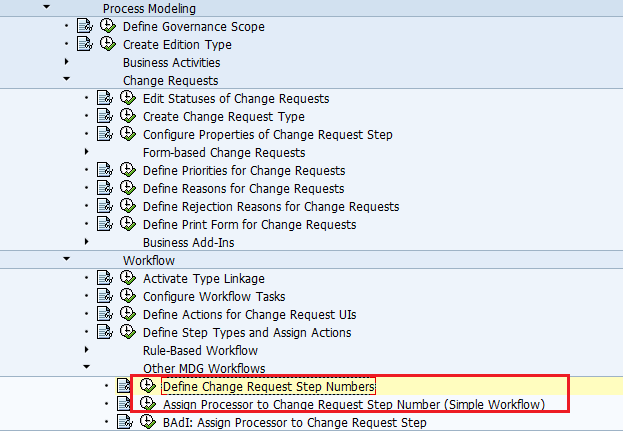 Process Modeling
Define Governance Scope
Create Edition Type
Business Activities
Change Requests
Edit Statuses of Change Requests
Create Change Request Type
Configure Properties of Change Request Step
Form-based Change Requests
Define Priorities for Change Requests
Define Reasons for Change Requests
Define Rejection Reasons for Change Requests
Define Print Form for Change Requests
Business Add-Ins
Workflow
Activate Type Linkage
Configure Workflow Tasks
Define Actions for Change Request UIs
Define Step Types and Assign Actions
Rule-Based Workflow
Other MDG Workflows
Define Change Request Step Numbers
Assign Processor to Change Request Step Number (Simple Workflow)
BAdI: Assign Processor to Change Request Step